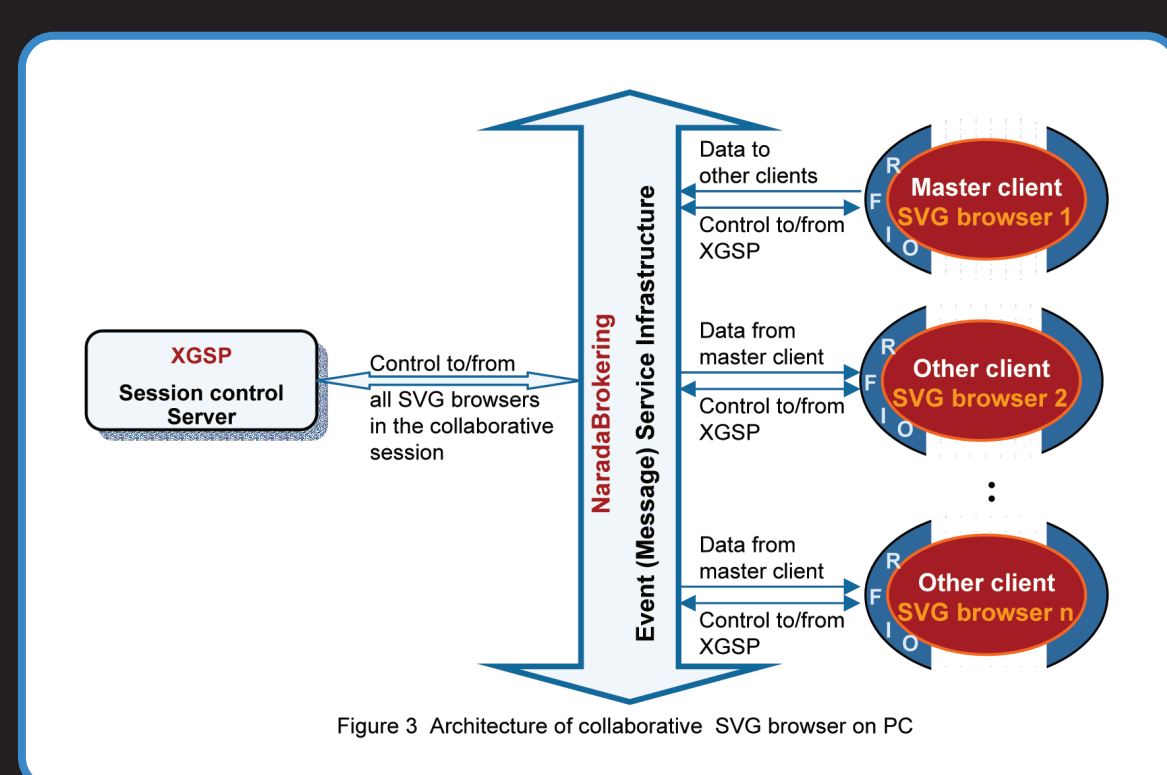 XGSP
Session control
Server
Control to/from
all SVG browsers
in the collaborative
session
NaradaBrokering
Event (Message) Service Infrastructure
Data to
other clients
Control to/from
XGSP
R
F
I
O
Master client
SVG browser 1
Data from
master client
Control to/from
XGSP
R
F
I
O
Other client
SVG browser 2
:
Data from
master client
Control to/from
XGSP
R
F
I
O
Other client
SVG browser n
Figure 3 Architecture of collaborative SVG browser on PC